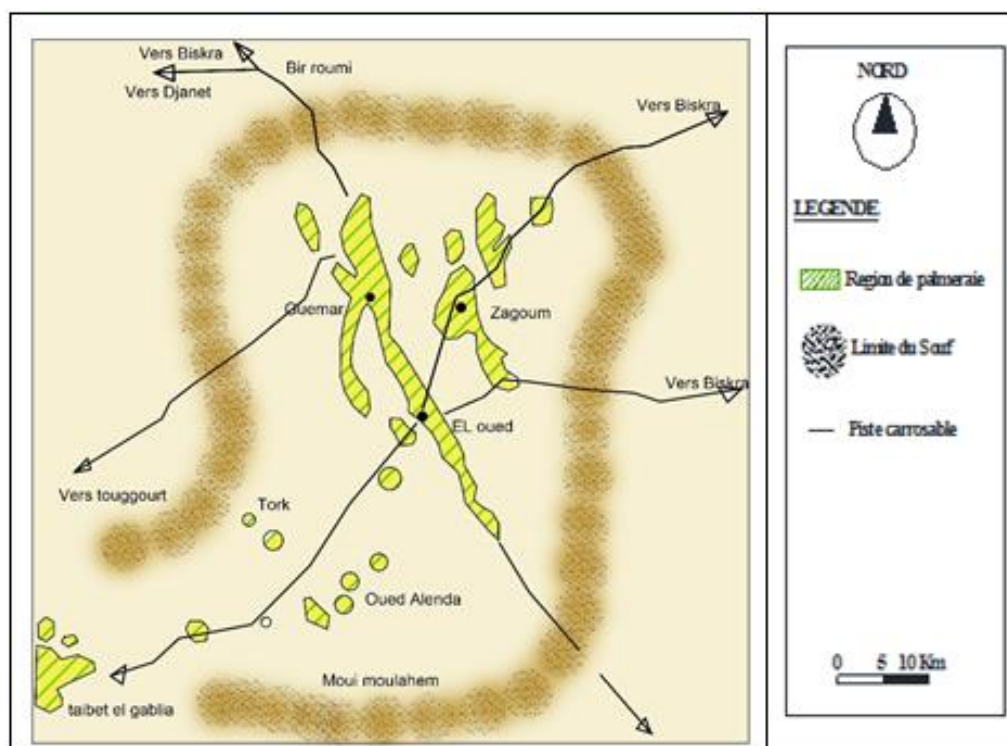 Vers Biskra
Bir roumi
Vers Djanet
Vers Biskra
Guemar
Zagoum
Vers Biskra
EL oued
Vers touggourt
Tork
Oued Alenda
Moui moulahem
taibet el gablia
NORD
LEGENDE
Region de palmeraie
Limite du Souf
Piste carrosable
0 5 10 Km